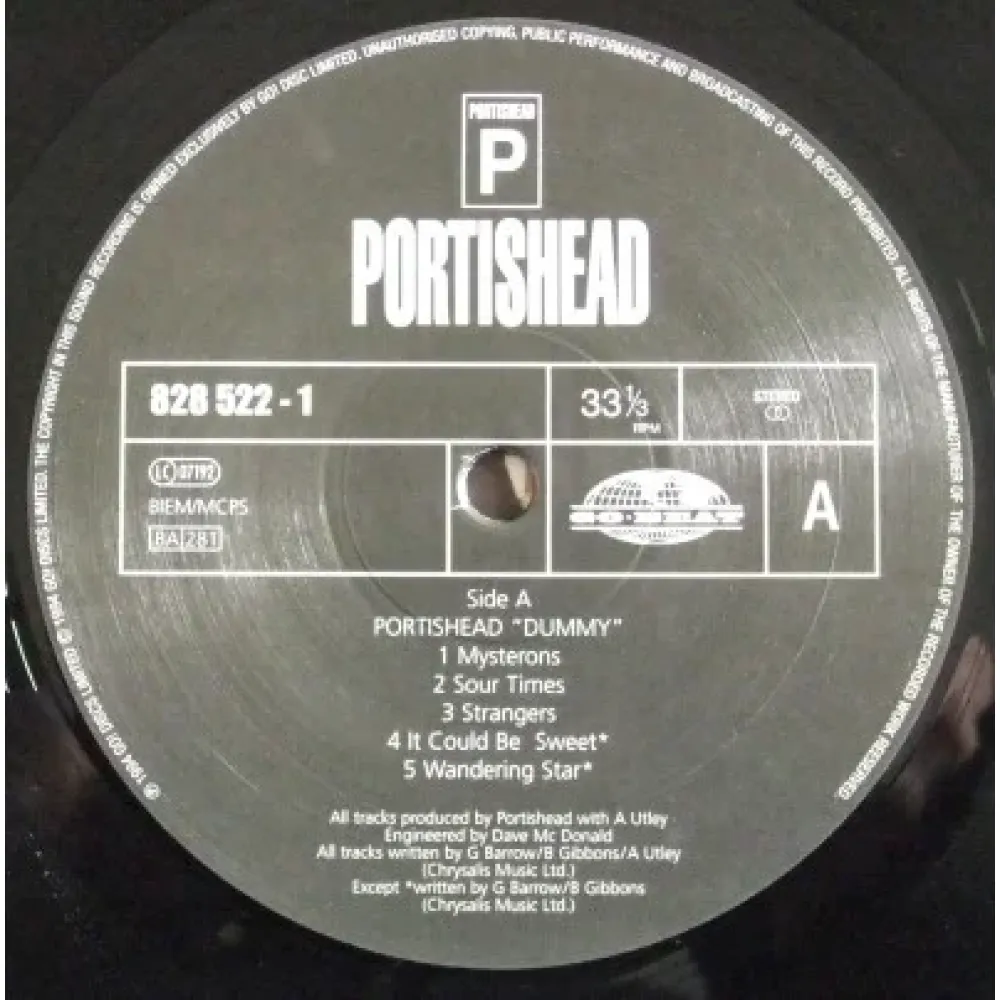 ℗ 1994 GO! DISCS LIMITED © 1994 GO! DISCS LIMITED. THE COPYRIGHT IN THIS SOUND RECORDING IS OWNED EXCLUSIVELY BY GO! DISC LIMITED. UNAUTHORISED COPYING, PUBLIC PERFORMANCE AND BROADCASTING OF THIS RECORD PROHIBITED. ALL RIGHTS OF THE MANUFACTURER OF THE OWNER OF THE RECORDED WORK RESERVED.
PORTISHEAD
P
PORTISHEAD
828 522 - 1
33⅓
RPM
STEREO
LC 07192
BIEM/MCPS
BA 281
GO·BEAT
A
Side A
PORTISHEAD "DUMMY"
1 Mysterons
2 Sour Times
3 Strangers
4 It Could Be Sweet*
5 Wandering Star*
All tracks produced by Portishead with A Utley
Engineered by Dave Mc Donald
All tracks written by G Barrow/B Gibbons/A Utley
(Chrysalis Music Ltd.)
Except *written by G Barrow/B Gibbons
(Chrysalis Music Ltd.)